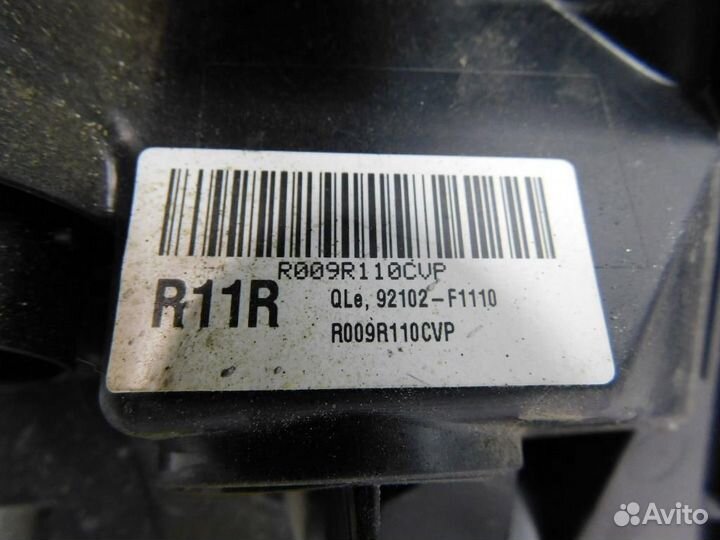 R009R110CVP
R11R
QLe, 92102-F1110
R009R110CVP
Avito